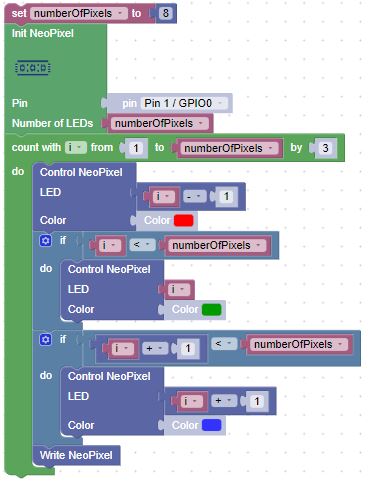 set numberOfPixels to 8
Init NeoPixel
Pin pin Pin 1 / GPIO0
Number of LEDs numberOfPixels
count with i from 1 to numberOfPixels by 3
do Control NeoPixel
LED i - 1
Color Color
if i < numberOfPixels
do Control NeoPixel
LED i
Color Color
if i + 1 < numberOfPixels
do Control NeoPixel
LED i + 1
Color Color
Write NeoPixel